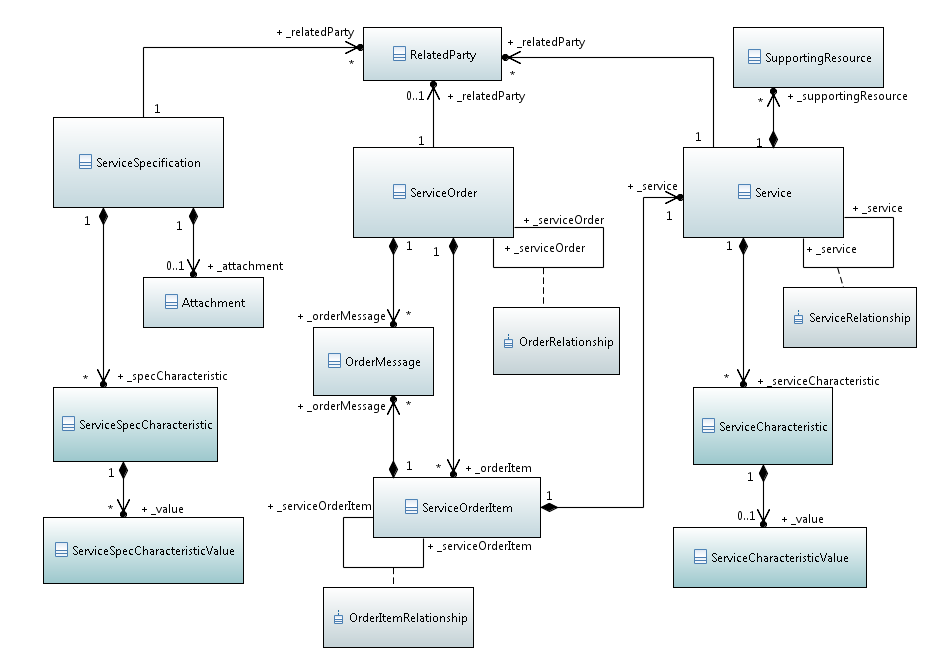 + _relatedParty
*
RelatedParty
+ _relatedParty
*
SupportingResource
0..1
+ _relatedParty
*
+ _supportingResource
1
1
1
1
ServiceSpecification
ServiceOrder
+ _service
1
Service
1
1
+ _serviceOrder
+ _service
1
1
+ _serviceOrder
1
+ _service
0..1
+ _attachment
Attachment
+ _orderMessage
*
OrderMessage
OrderRelationship
ServiceRelationship
*
+ _specCharacteristic
+ _orderMessage
*
*
+ _serviceCharacteristic
ServiceSpecCharacteristic
ServiceCharacteristic
1
1
*
+ _orderItem
1
*
+ _value
+ _serviceOrderItem
ServiceOrderItem
1
0..1
+ _value
ServiceSpecCharacteristicValue
+ _serviceOrderItem
ServiceCharacteristicValue
OrderItemRelationship